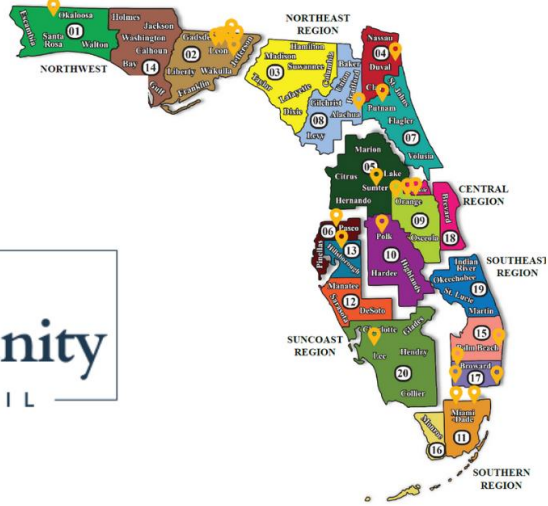 NORTHEAST
REGION
Okaloosa
Escambia
01
Santa
Rosa
Walton
NORTHWEST
Holmes
Jackson
Washington
Calhoun
Bay
14
Gulf
02
Leon
Jefferson
Liberty
Wakulla
Franklin
Hamilton
Madison
Suwannee
03
Columbia
Taylor
Lafayette
Dixie
Baker
Union
Bradford
Gilchrist
Alachua
08
Levy
Nassau
04
Duval
St. Johns
Putnam
Flagler
07
Volusia
Marion
05
Citrus
Lake
Sumter
Hernando
CENTRAL
REGION
Orange
09
Osceola
Brevard
18
06
Pasco
Pinellas
13
Hillsborough
Polk
10
Hardee
Highlands
SOUTHEAST
REGION
Indian
River
Okeechobee
19
St. Lucie
Martin
Manatee
12
Sarasota
DeSoto
SUNCOAST
REGION
Charlotte
Glades
Lee
Hendry
20
Collier
15
Palm Beach
Broward
17
Miami
Dade
11
Monroe
16
SOUTHERN
REGION
nity
I L